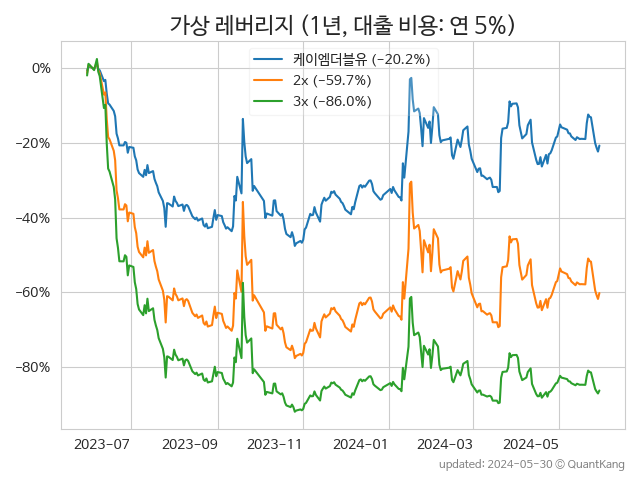 가상 레버리지 (1년, 대출 비용: 연 5%)
케이엠더블유 (−20.2%)
2x (−59.7%)
3x (−86.0%)
0%
−20%
−40%
−60%
−80%
2023-07
2023-09
2023-11
2024-01
2024-03
2024-05
updated: 2024-05-30 © QuantKang